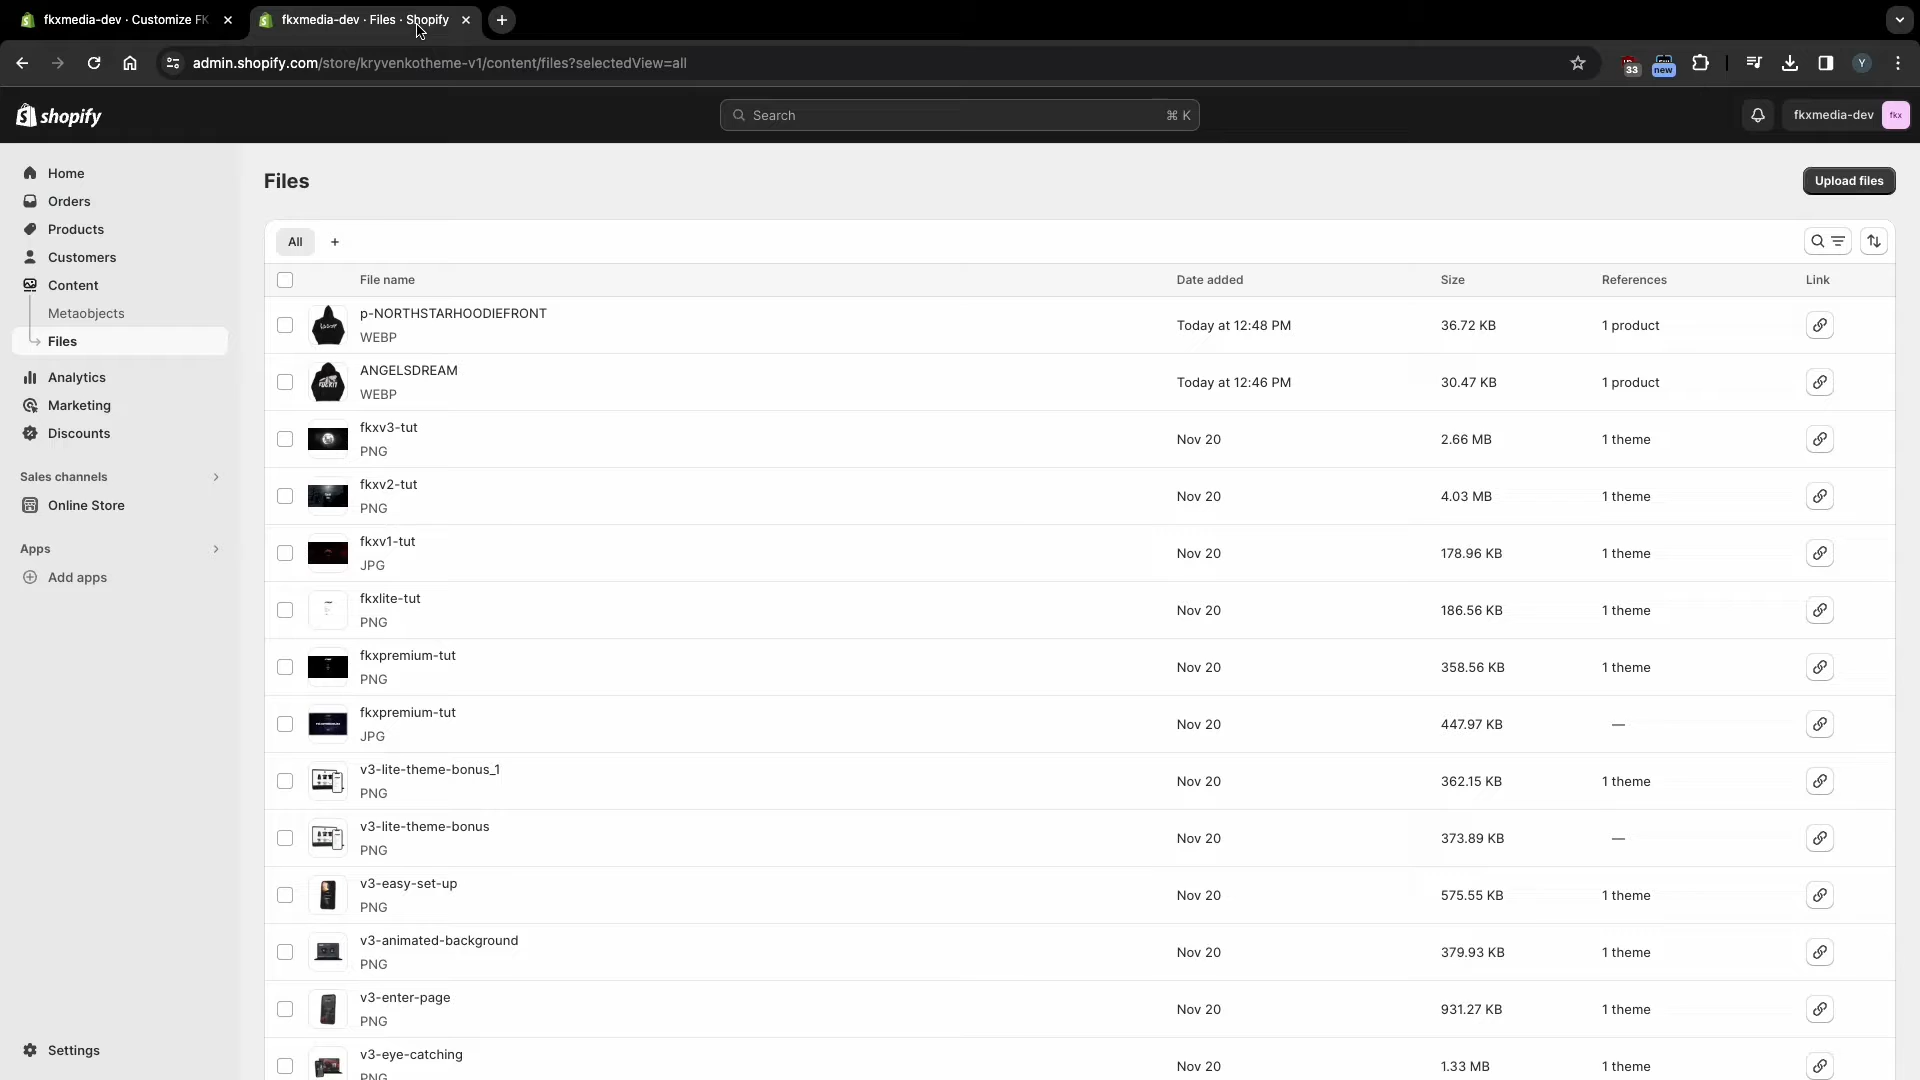 fkxmedia-dev · Customize FK
fkxmedia-dev · Files · Shopify
admin.shopify.com/store/kryvenkotheme-v1/content/files?selectedView=all
33
new
Y
shopify
Search
⌘ K
fkxmedia-dev
fkx
Home
Orders
Products
Customers
Content
Metaobjects
Files
Analytics
Marketing
Discounts
Sales channels
Online Store
Apps
Add apps
Settings
Files
Upload files
All
+
File name Date added Size References Link
p-NORTHSTARHOODIEFRONT
WEBP
Today at 12:48 PM 36.72 KB 1 product
ANGELSDREAM
WEBP
Today at 12:46 PM 30.47 KB 1 product
fkxv3-tut
PNG
Nov 20 2.66 MB 1 theme
fkxv2-tut
PNG
Nov 20 4.03 MB 1 theme
fkxv1-tut
JPG
Nov 20 178.96 KB 1 theme
fkxlite-tut
PNG
Nov 20 186.56 KB 1 theme
fkxpremium-tut
PNG
Nov 20 358.56 KB 1 theme
fkxpremium-tut
JPG
Nov 20 447.97 KB —
v3-lite-theme-bonus_1
PNG
Nov 20 362.15 KB 1 theme
v3-lite-theme-bonus
PNG
Nov 20 373.89 KB —
v3-easy-set-up
PNG
Nov 20 575.55 KB 1 theme
v3-animated-background
PNG
Nov 20 379.93 KB 1 theme
v3-enter-page
PNG
Nov 20 931.27 KB 1 theme
v3-eye-catching
PNG
Nov 20 1.33 MB 1 theme